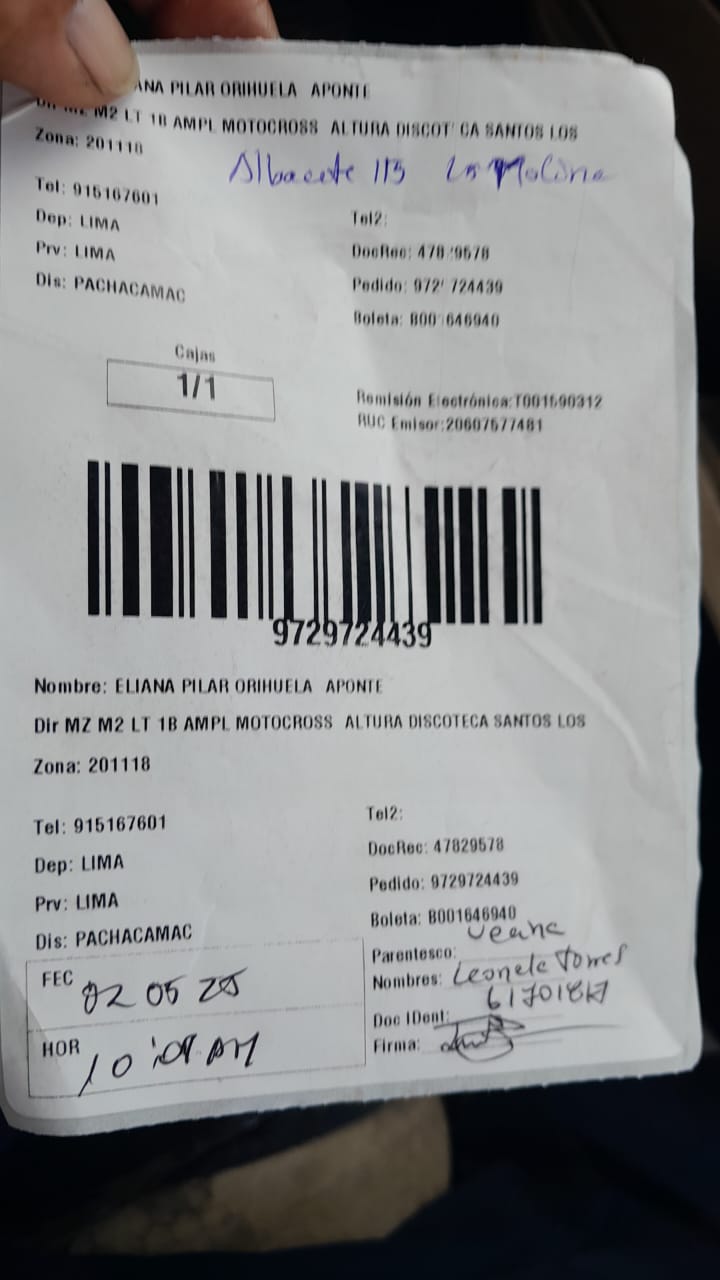 ANA PILAR ORIHUELA APONTE
M2 LT 1B AMPL MOTOCROSS ALTURA DISCOT CA SANTOS LOS
Zona: 201118
Albacete 113 La Molina
Tel: 915167601
Tel2:
Dep: LIMA
DocRec: 478 9578
Prv: LIMA
Pedido: 972 724439
Dis: PACHACAMAC
Boleta: B00 646940
Cajas
1/1
Remisión Electrónica:T001590312
RUC Emisor:20607577481
9729724439
Nombre: ELIANA PILAR ORIHUELA APONTE
Dir MZ M2 LT 1B AMPL MOTOCROSS ALTURA DISCOTECA SANTOS LOS
Zona: 201118
Tel: 915167601
Tel2:
Dep: LIMA
DocRec: 47829578
Prv: LIMA
Pedido: 9729724439
Dis: PACHACAMAC
Boleta: B001646940
Parentesco:
FEC 02 05 25
Nombres: Leonela Torres
Doc IDent:
HOR 10:01 AM
Firma: